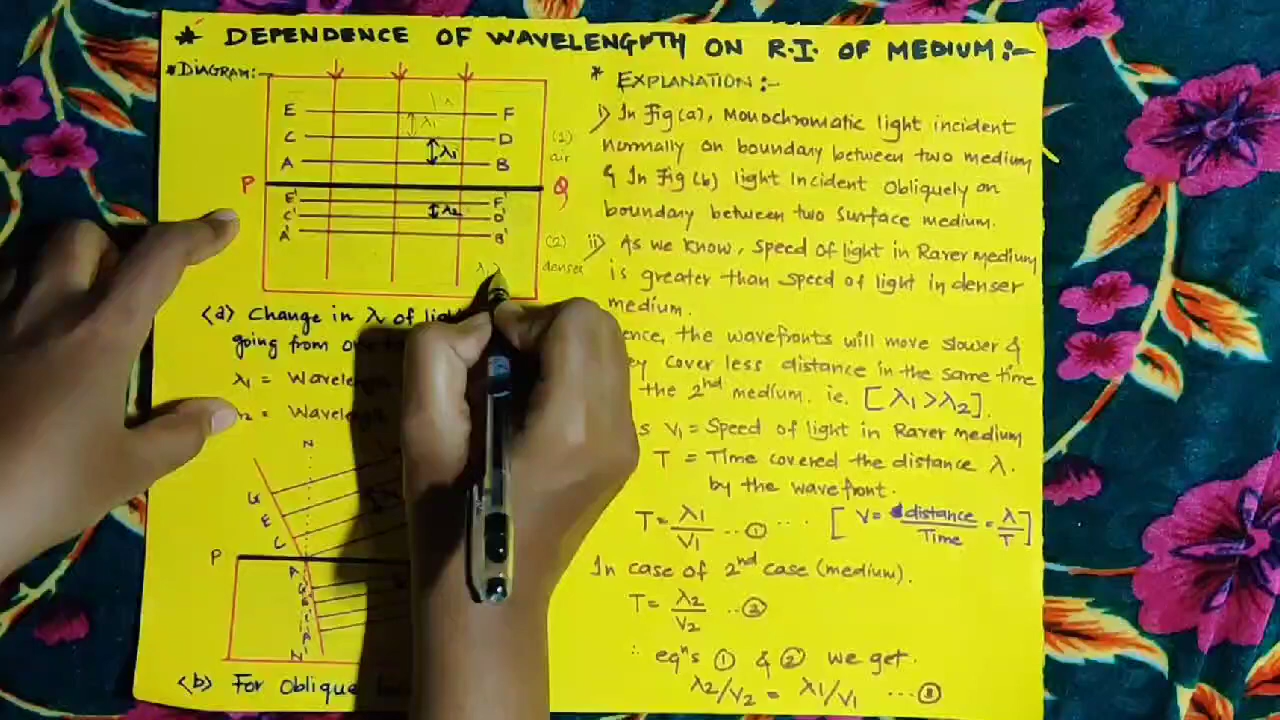 * DEPENDENCE OF WAVELENGPTH ON R.I. OF MEDIUM:-
* DIAGRAM:-
E F
λ1
C D
(1)
λ1
air
A B
P Q
E' F'
λ2
C' D'
A' B'
(2)
denser
(a) Change in λ of
going from
λ1 =
λ2 =
N
G
E
C
P
A
N'
(b) For Oblique
* EXPLANATION :-
i) In Fig(a), Monochromatic light incident
normally on boundary between two medium
& In Fig(b) light Incident Obliquely on
boundary between two Surface medium.
ii) As we know, Speed of light in Rarer medium
is greater than Speed of light in denser
medium.
the wavefronts will move slower &
cover less distance in the same time
the 2nd medium. ie. [λ1 > λ2].
V1 = Speed of light in Rarer medium
T = Time covered the distance λ.
by the wavefront.
T = λ1/V1 ... ① ... [V = distance/Time = λ/T]
In case of 2nd case (medium).
T = λ2/V2 ... ②
∴ eqns ① & ② we get.
λ2/V2 = λ1/V1 ... ③